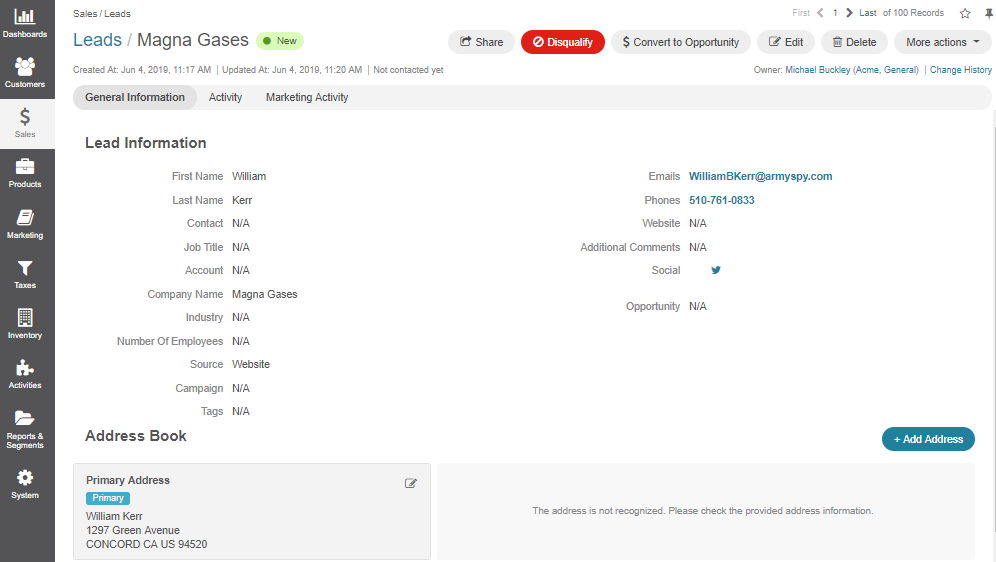 Dashboards
Customers
Sales
Products
Marketing
Taxes
Inventory
Activities
Reports &
Segments
System
Sales / Leads
First 1 Last of 100 Records
Leads / Magna Gases New
Share Disqualify $ Convert to Opportunity Edit Delete More actions
Created At: Jun 4, 2019, 11:17 AM | Updated At: Jun 4, 2019, 11:20 AM | Not contacted yet
Owner: Michael Buckley (Acme, General) | Change History
General Information Activity Marketing Activity
Lead Information
First Name William
Last Name Kerr
Contact N/A
Job Title N/A
Account N/A
Company Name Magna Gases
Industry N/A
Number Of Employees N/A
Source Website
Campaign N/A
Tags N/A
Emails WilliamBKerr@armyspy.com
Phones 510-761-0833
Website N/A
Additional Comments N/A
Social
Opportunity N/A
Address Book
+ Add Address
Primary Address
Primary
William Kerr
1297 Green Avenue
CONCORD CA US 94520
The address is not recognized. Please check the provided address information.